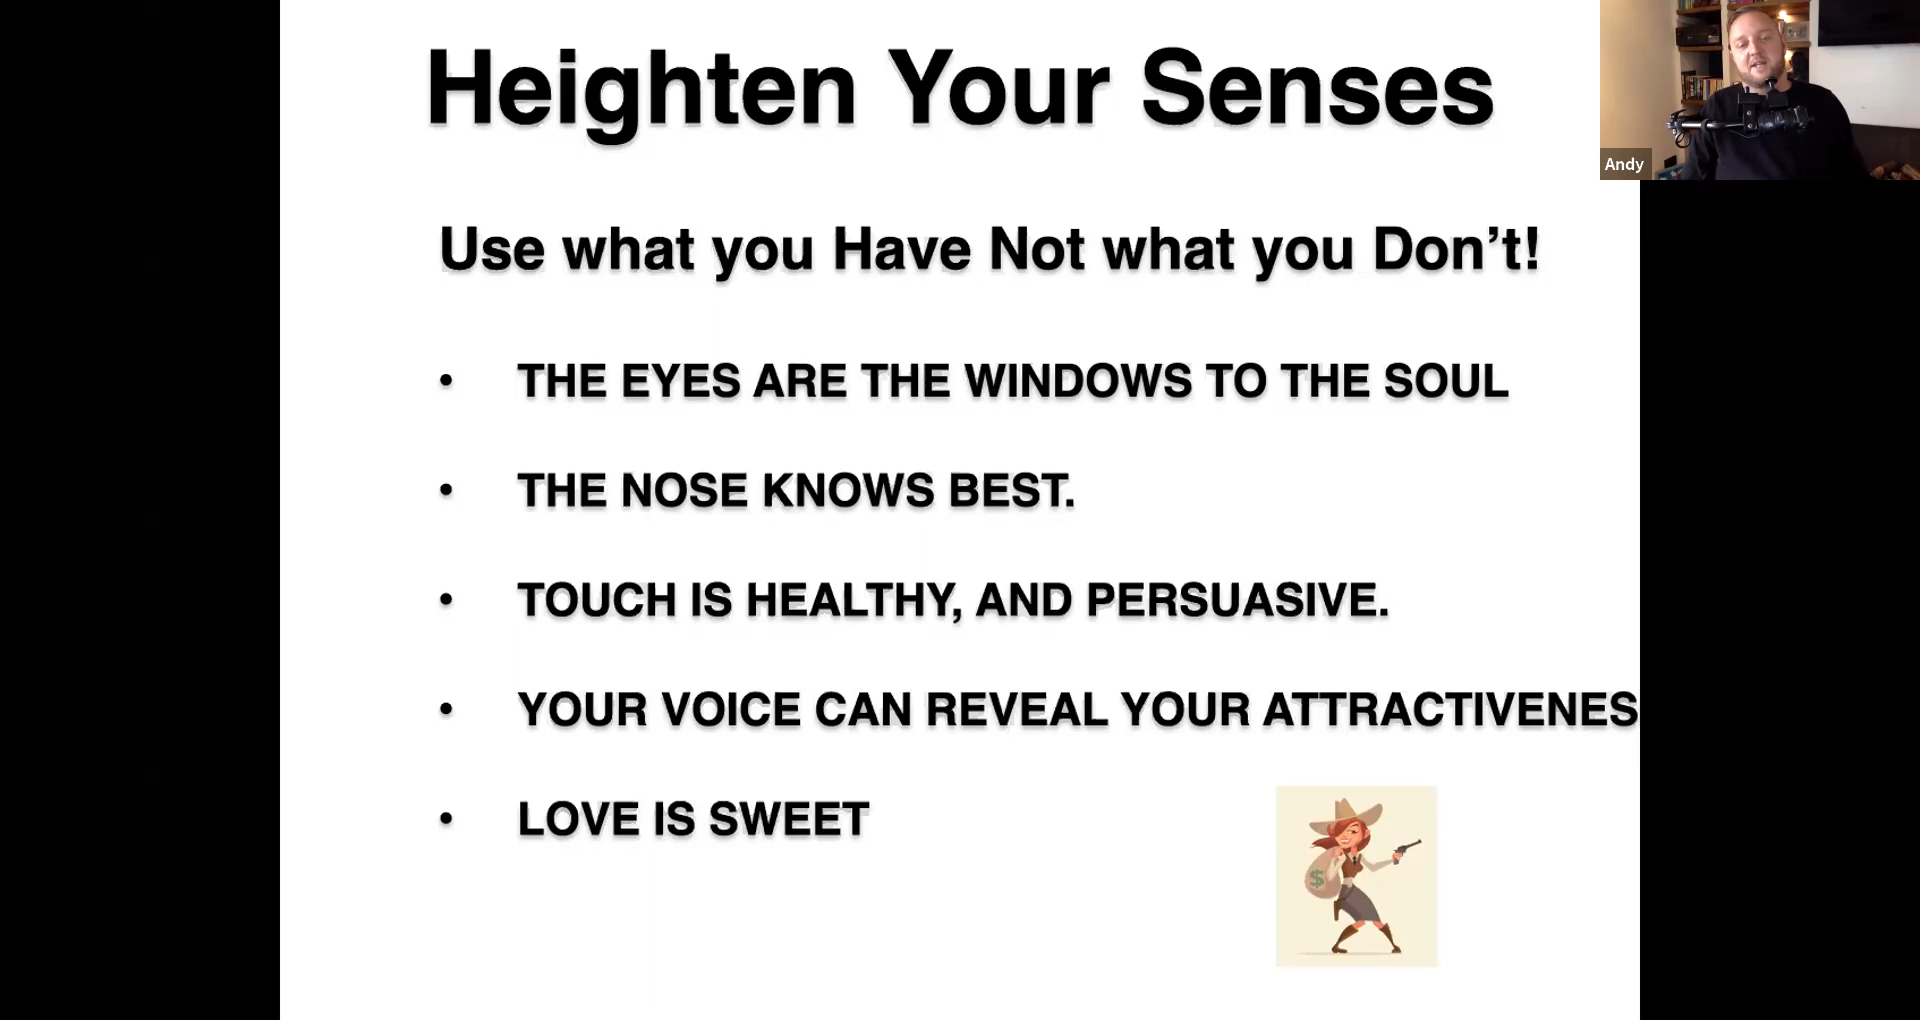 Heighten Your Senses
Andy
Use what you Have Not what you Don’t!
• THE EYES ARE THE WINDOWS TO THE SOUL
• THE NOSE KNOWS BEST.
• TOUCH IS HEALTHY, AND PERSUASIVE.
• YOUR VOICE CAN REVEAL YOUR ATTRACTIVENES
• LOVE IS SWEET
$